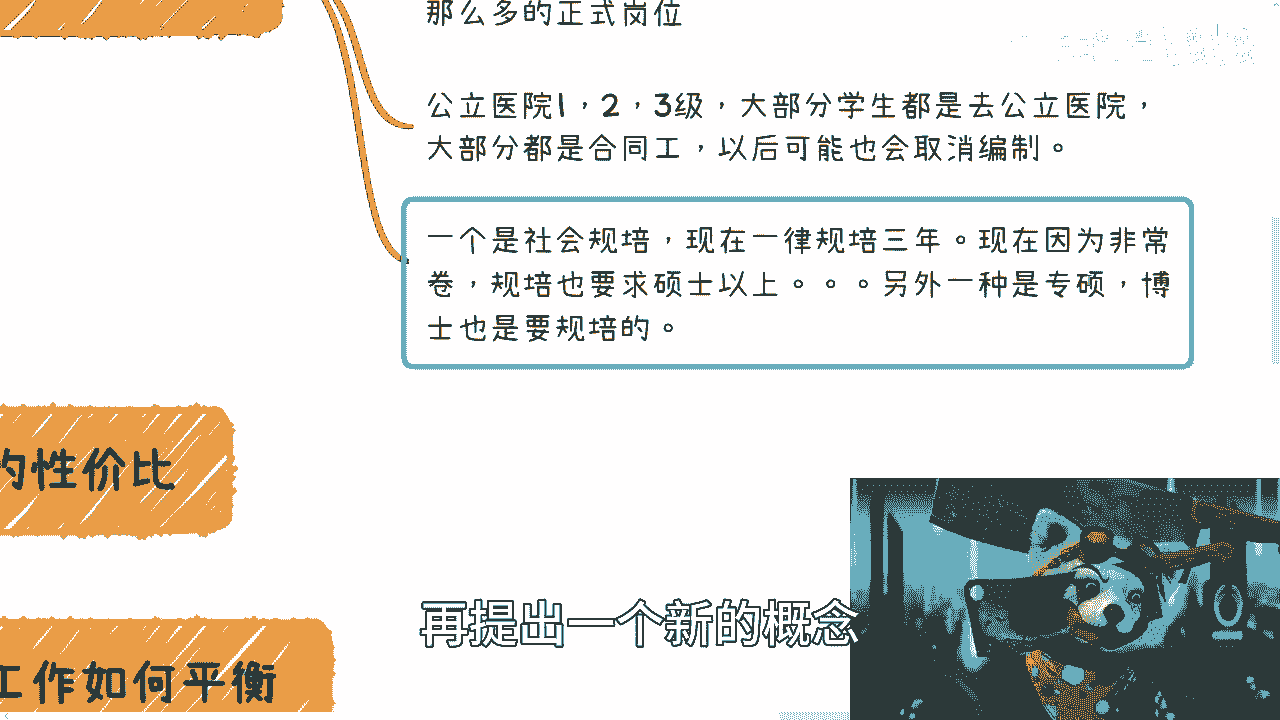 那么多的正式岗位
公立医院1，2，3级，大部分学生都是去公立医院，
大部分都是合同工，以后可能也会取消编制。
一个是社会规培，现在一律规培三年。现在因为非常
卷，规培也要求硕士以上。。。另外一种是专硕，博
士也是要规培的。
的性价比
再提出一个新的概念
工作如何平衡